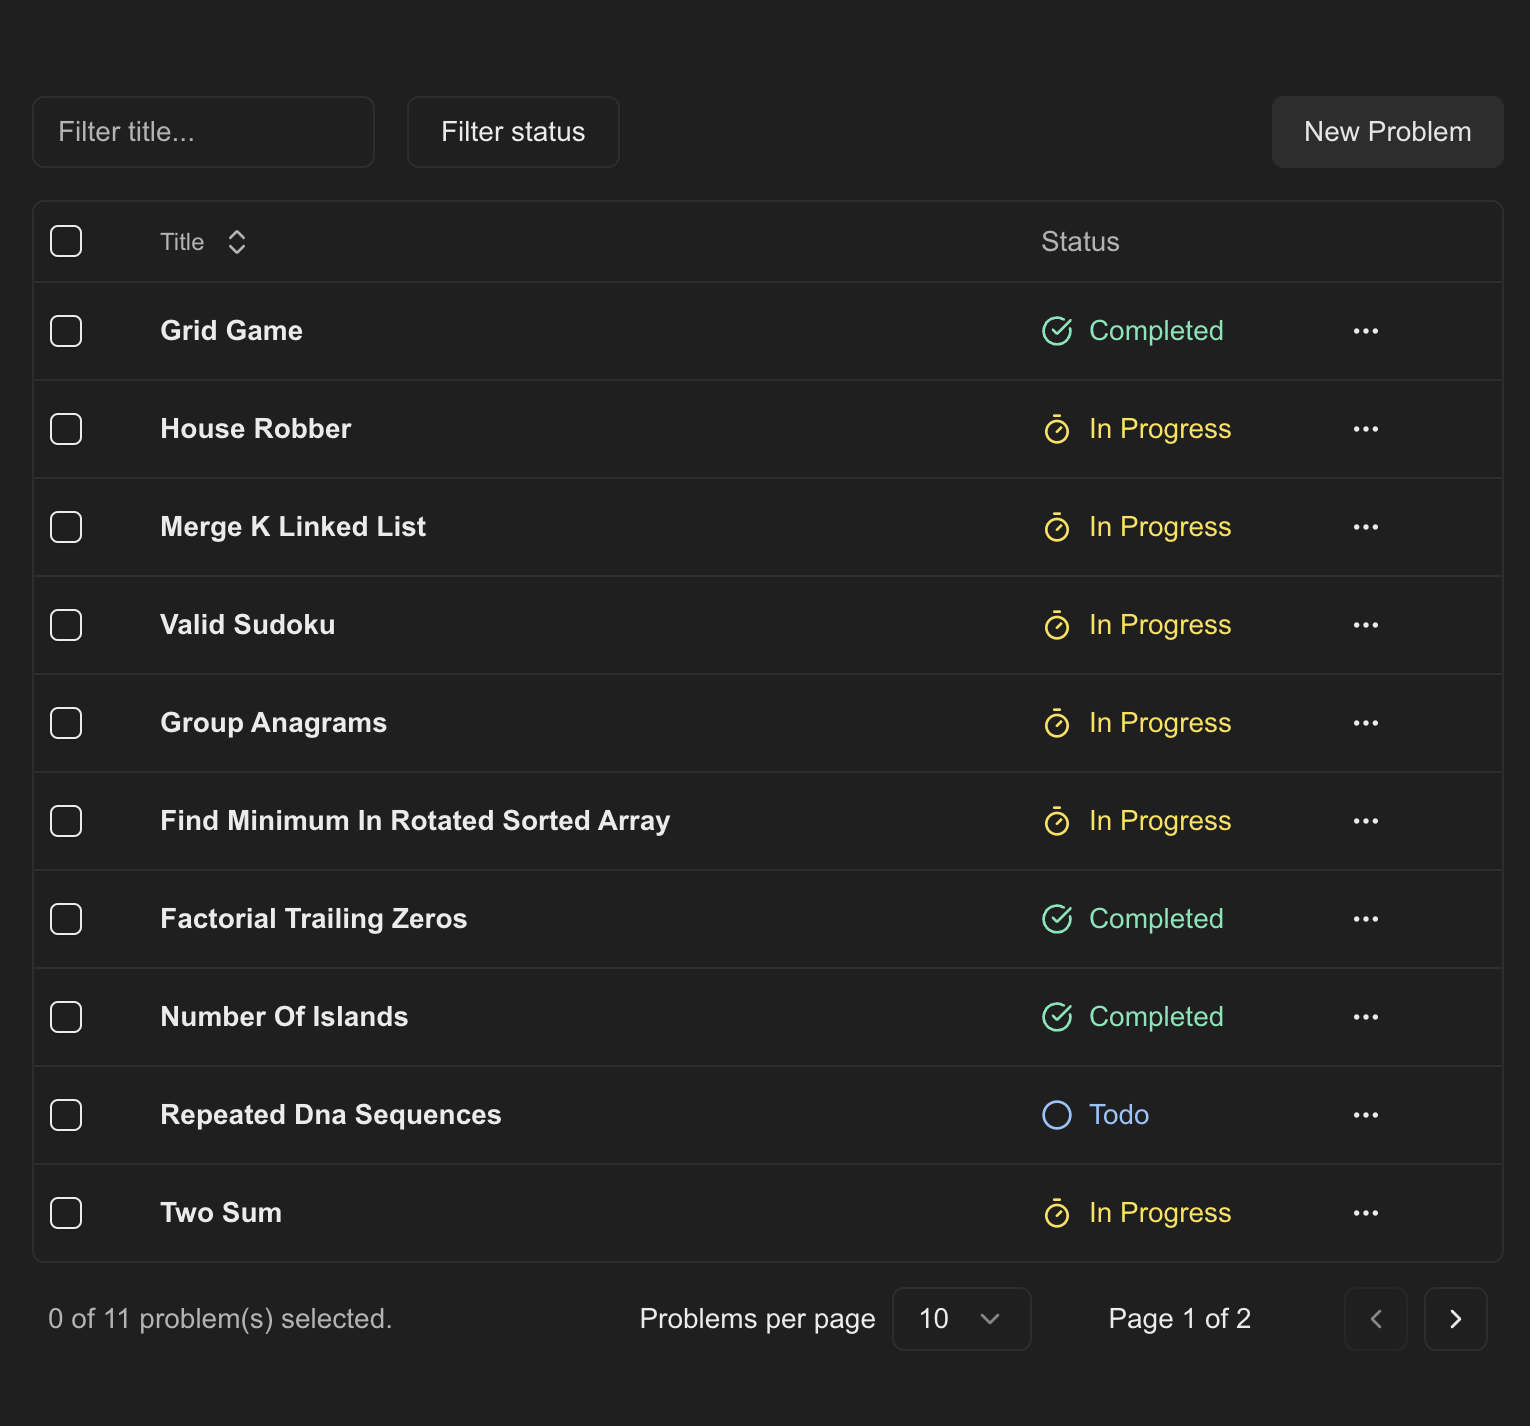 Filter title...
Filter status
New Problem
Title
Status
Grid Game
Completed
House Robber
In Progress
Merge K Linked List
In Progress
Valid Sudoku
In Progress
Group Anagrams
In Progress
Find Minimum In Rotated Sorted Array
In Progress
Factorial Trailing Zeros
Completed
Number Of Islands
Completed
Repeated Dna Sequences
Todo
Two Sum
In Progress
0 of 11 problem(s) selected.
Problems per page
10
Page 1 of 2